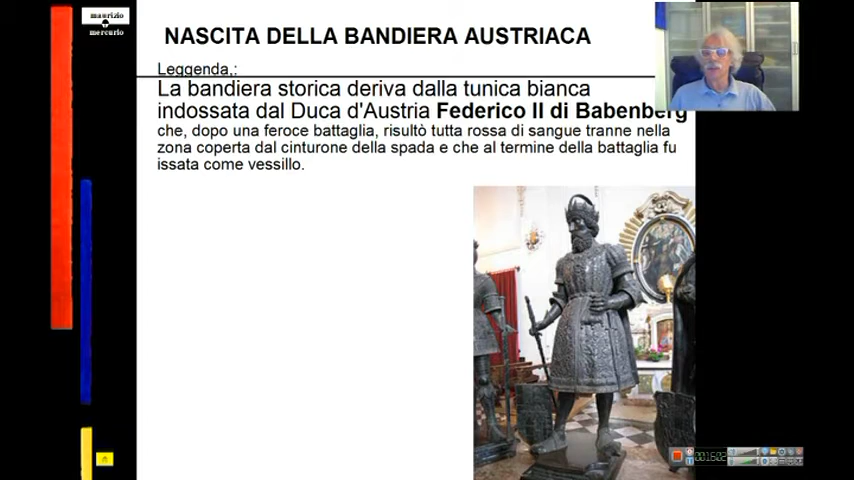 maurizio
mercurio
NASCITA DELLA BANDIERA AUSTRIACA
Leggenda,:
La bandiera storica deriva dalla tunica bianca
indossata dal Duca d'Austria Federico II di Babenberg
che, dopo una feroce battaglia, risultò tutta rossa di sangue tranne nella
zona coperta dal cinturone della spada e che al termine della battaglia fu
issata come vessillo.